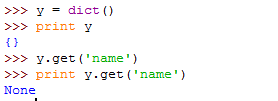 >>> y = dict()
>>> print y
{}
>>> y.get('name')
>>> print y.get('name')
None